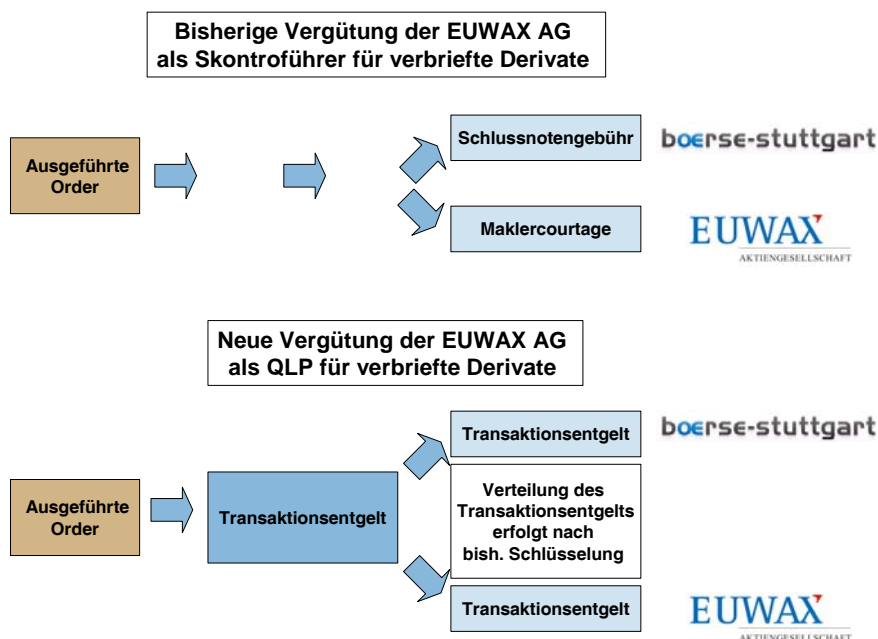 Bisherige Vergütung der EUWAX AG
als Skontroführer für verbriefte Derivate
Ausgeführte
Order
Schlussnotengebühr
boerse-stuttgart
Maklercourtage
EUWAX
AKTIENGESELLSCHAFT
Neue Vergütung der EUWAX AG
als QLP für verbriefte Derivate
Ausgeführte
Order
Transaktionsentgelt
Transaktionsentgelt
boerse-stuttgart
Verteilung des
Transaktionsentgelts
erfolgt nach
bish. Schlüsselung
Transaktionsentgelt
EUWAX
AKTIENGESELLSCHAFT